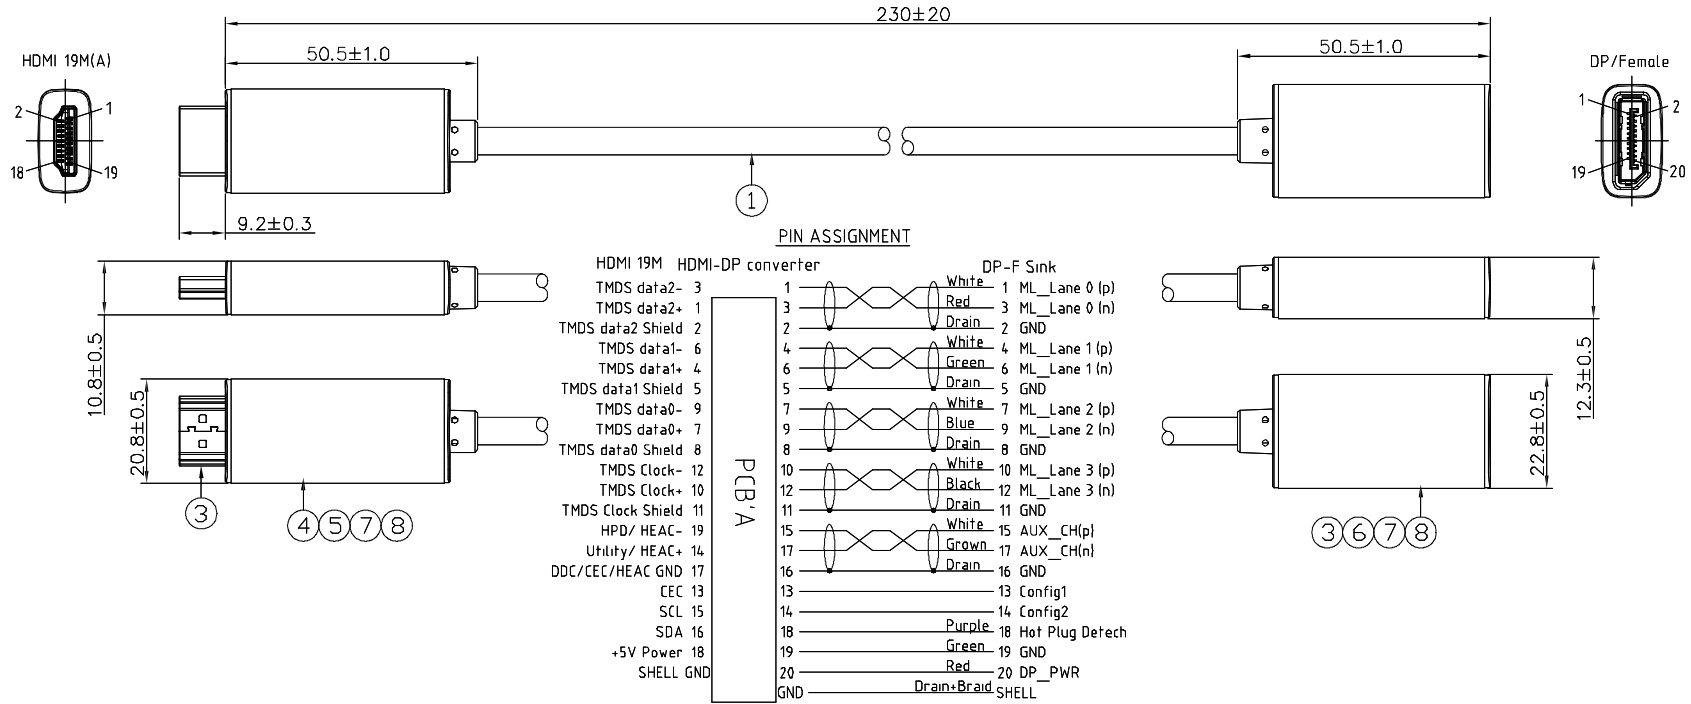 230±20
50.5±1.0
50.5±1.0
HDMI 19M(A)
DP/Female
2
1
18
19
1
2
19
20
1
9.2±0.3
PIN ASSIGNMENT
HDMI 19M HDMI-DP converter DP-F Sink
TMDS data2- 3 1 White 1 ML_Lane 0 (p)
TMDS data2+ 1 3 Red 3 ML_Lane 0 (n)
TMDS data2 Shield 2 2 Drain 2 GND
TMDS data1- 6 4 White 4 ML_Lane 1 (p)
TMDS data1+ 4 6 Green 6 ML_Lane 1 (n)
TMDS data1 Shield 5 5 Drain 5 GND
TMDS data0- 9 7 White 7 ML_Lane 2 (p)
TMDS data0+ 7 9 Blue 9 ML_Lane 2 (n)
TMDS data0 Shield 8 8 Drain 8 GND
TMDS Clock- 12 10 White 10 ML_Lane 3 (p)
TMDS Clock+ 10 12 Black 12 ML_Lane 3 (n)
TMDS Clock Shield 11 11 Drain 11 GND
HPD/ HEAC- 19 15 White 15 AUX_CH(p}
Utility/ HEAC+ 14 17 Grown 17 AUX_CH(n}
DDC/CEC/HEAC GND 17 16 Drain 16 GND
CEC 13 13 13 Config1
SCL 15 14 14 Config2
SDA 16 18 Purple 18 Hot Plug Detech
+5V Power 18 19 Green 19 GND
SHELL GND 20 Red 20 DP_PWR
GND Drain+Braid SHELL
PCB'A
10.8±0.5
20.8±0.5
3
4 5 7 8
12.3±0.5
22.8±0.5
3 6 7 8